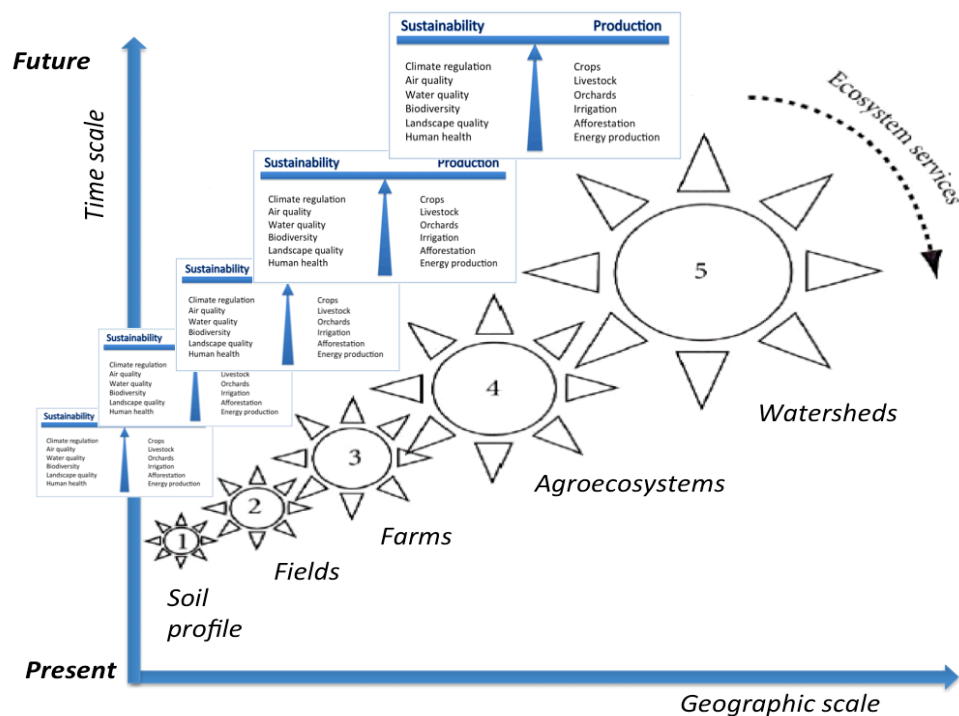 Sustainability Production
Climate regulation Crops
Air quality Livestock
Water quality Orchards
Biodiversity Irrigation
Landscape quality Afforestation
Human health Energy production
Future
Time scale
Ecosystem services
Sustainability Production
Climate regulation Crops
Air quality Livestock
Water quality Orchards
Biodiversity Irrigation
Landscape quality Afforestation
Human health Energy production
Sustainability
Climate regulation Crops
Air quality Livestock
Water quality Orchards
Biodiversity Irrigation
Landscape quality Afforestation
Human health Energy production
Sustainability
Climate regulation
Air quality Livestock
Water quality Orchards
Biodiversity Irrigation
Landscape quality Afforestation
Human health Energy production
Sustainability
Climate regulation Crops
Air quality Livestock
Water quality Orchards
Biodiversity Irrigation
Landscape quality Afforestation
Human health Energy production
5
Watersheds
4
Agroecosystems
3
Farms
2
Fields
1
Soil
profile
Present
Geographic scale